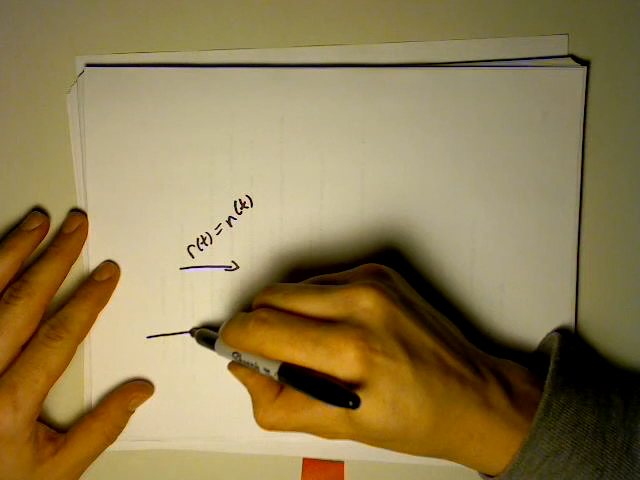 r(t) = n(t)